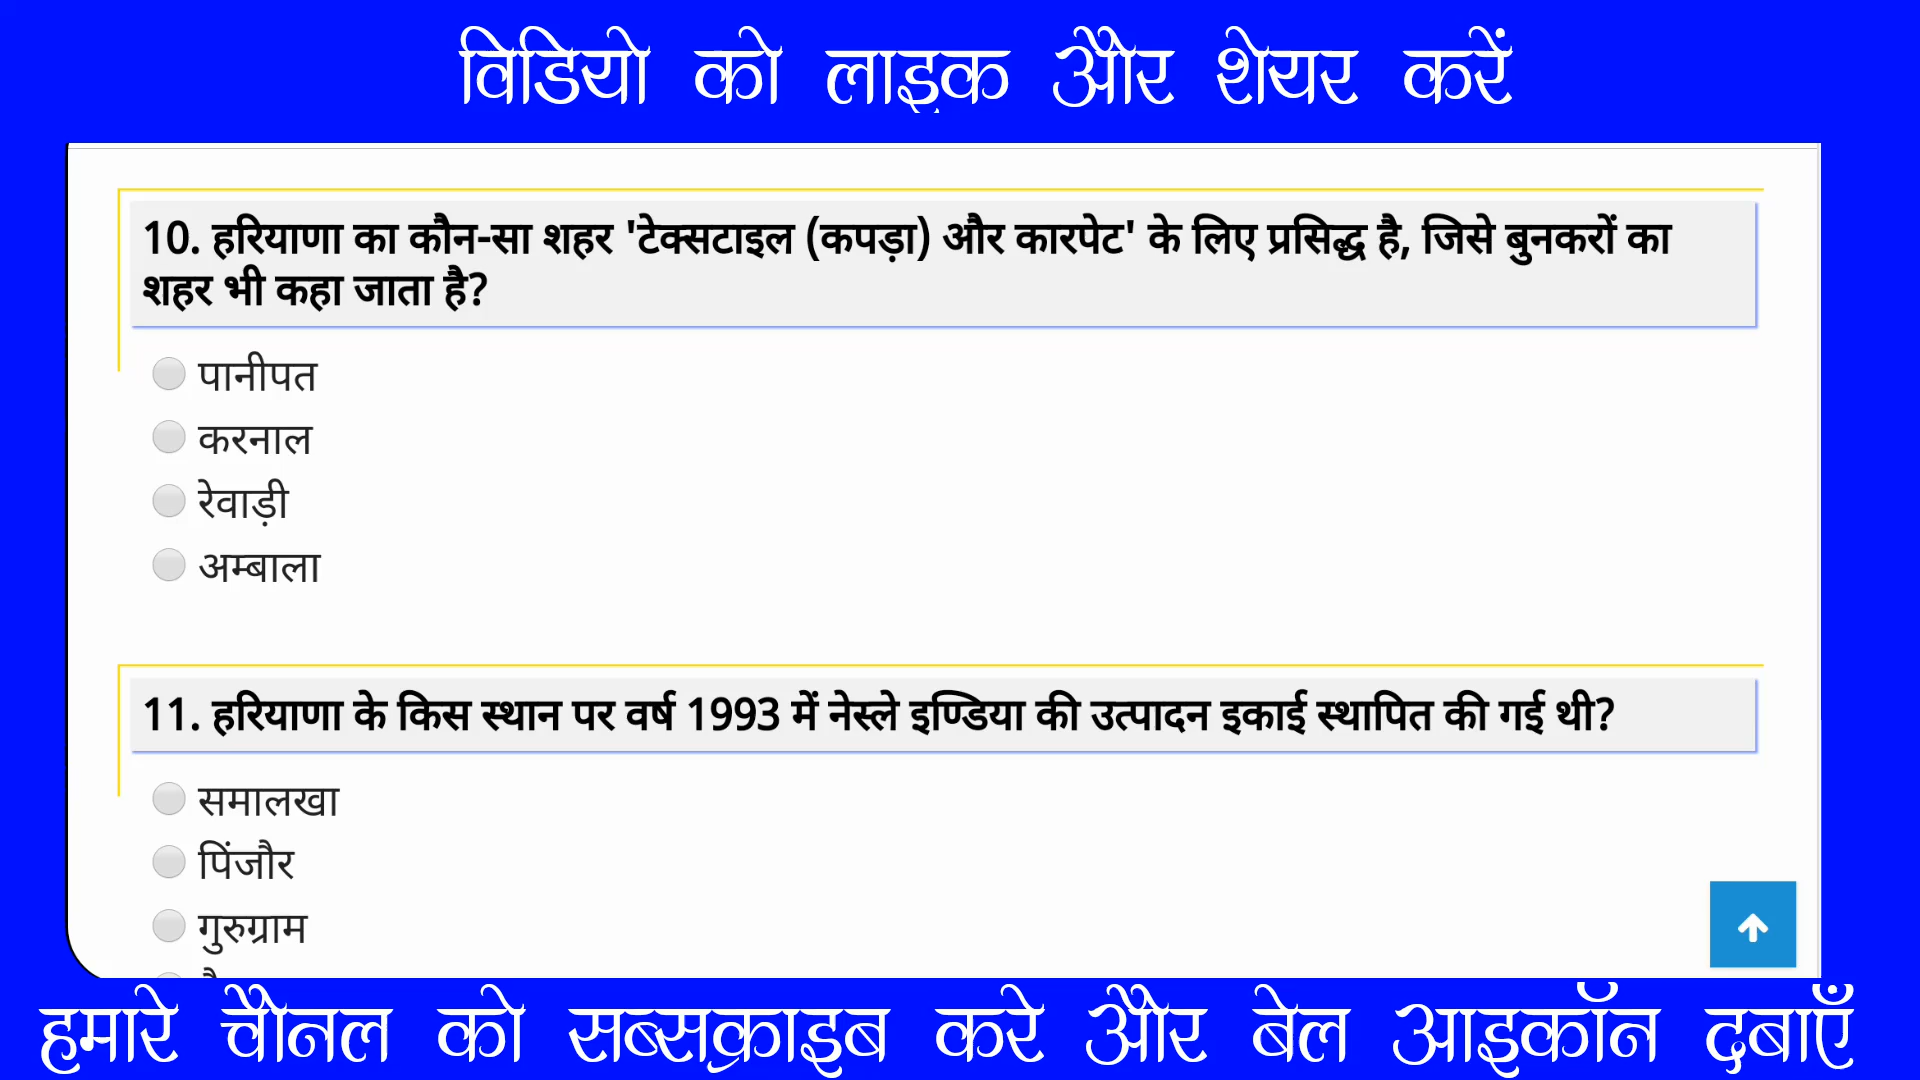 विडियो को लाइक और शेयर करें
10. हरियाणा का कौन-सा शहर 'टेक्सटाइल (कपड़ा) और कारपेट' के लिए प्रसिद्ध है, जिसे बुनकरों का
शहर भी कहा जाता है?
पानीपत
करनाल
रेवाड़ी
अम्बाला
11. हरियाणा के किस स्थान पर वर्ष 1993 में नेस्ले इण्डिया की उत्पादन इकाई स्थापित की गई थी?
समालखा
पिंजौर
गुरुग्राम
हमारे चैानल को सब्सक्राइब करे और बेल आइकॉन दबाएँ